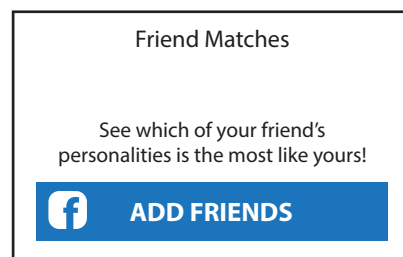 Friend Matches
See which of your friend's
personalities is the most like yours!
f ADD FRIENDS